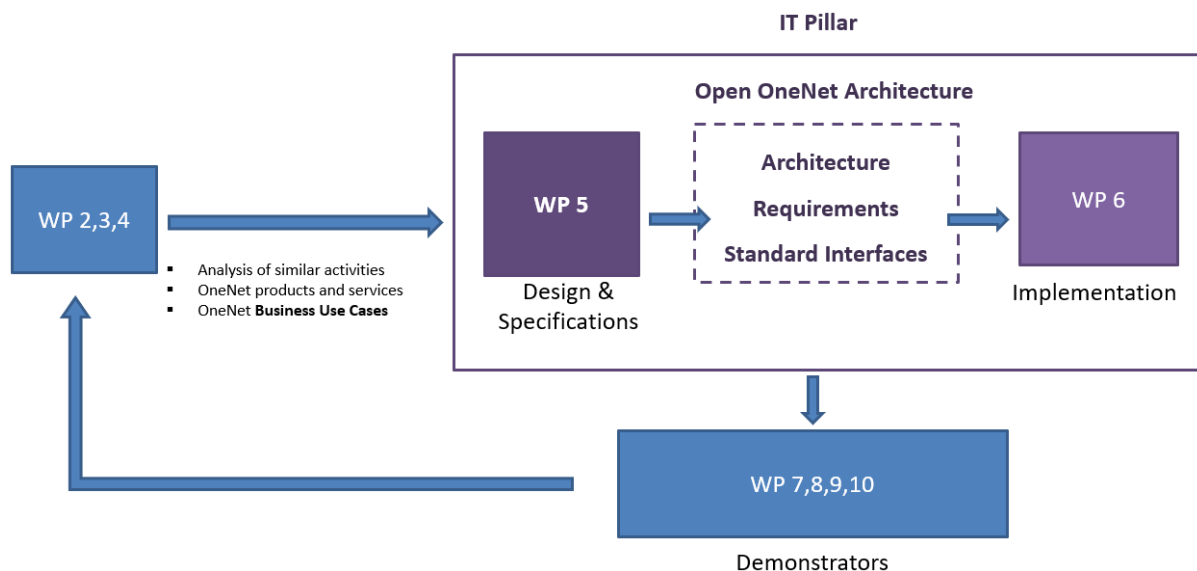 IT Pillar
Open OneNet Architecture
WP 2,3,4
▪ Analysis of similar activities
▪ OneNet products and services
▪ OneNet Business Use Cases
WP 5
Design &
Specifications
Architecture
Requirements
Standard Interfaces
WP 6
Implementation
WP 7,8,9,10
Demonstrators